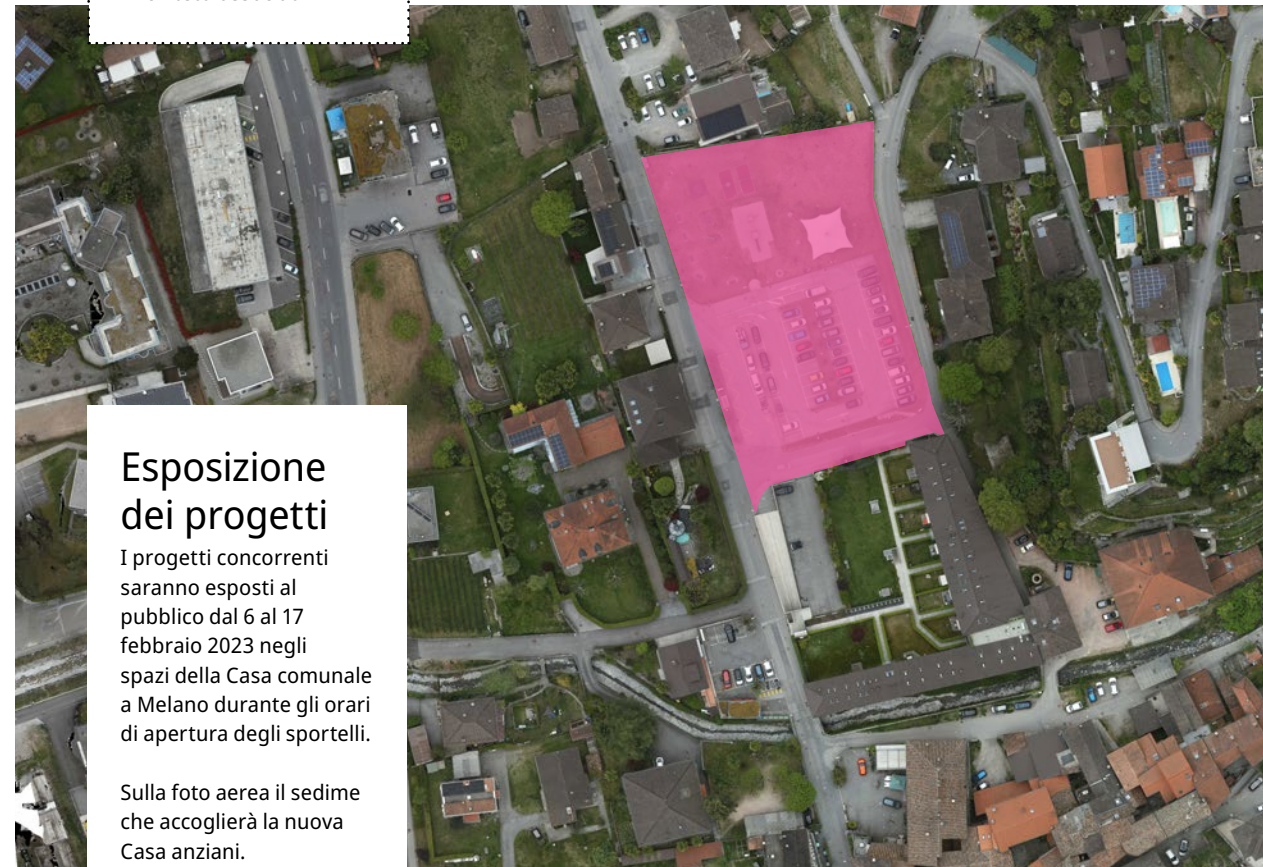 Esposizione
dei progetti
I progetti concorrenti
saranno esposti al
pubblico dal 6 al 17
febbraio 2023 negli
spazi della Casa comunale
a Melano durante gli orari
di apertura degli sportelli.
Sulla foto aerea il sedime
che accoglierà la nuova
Casa anziani.